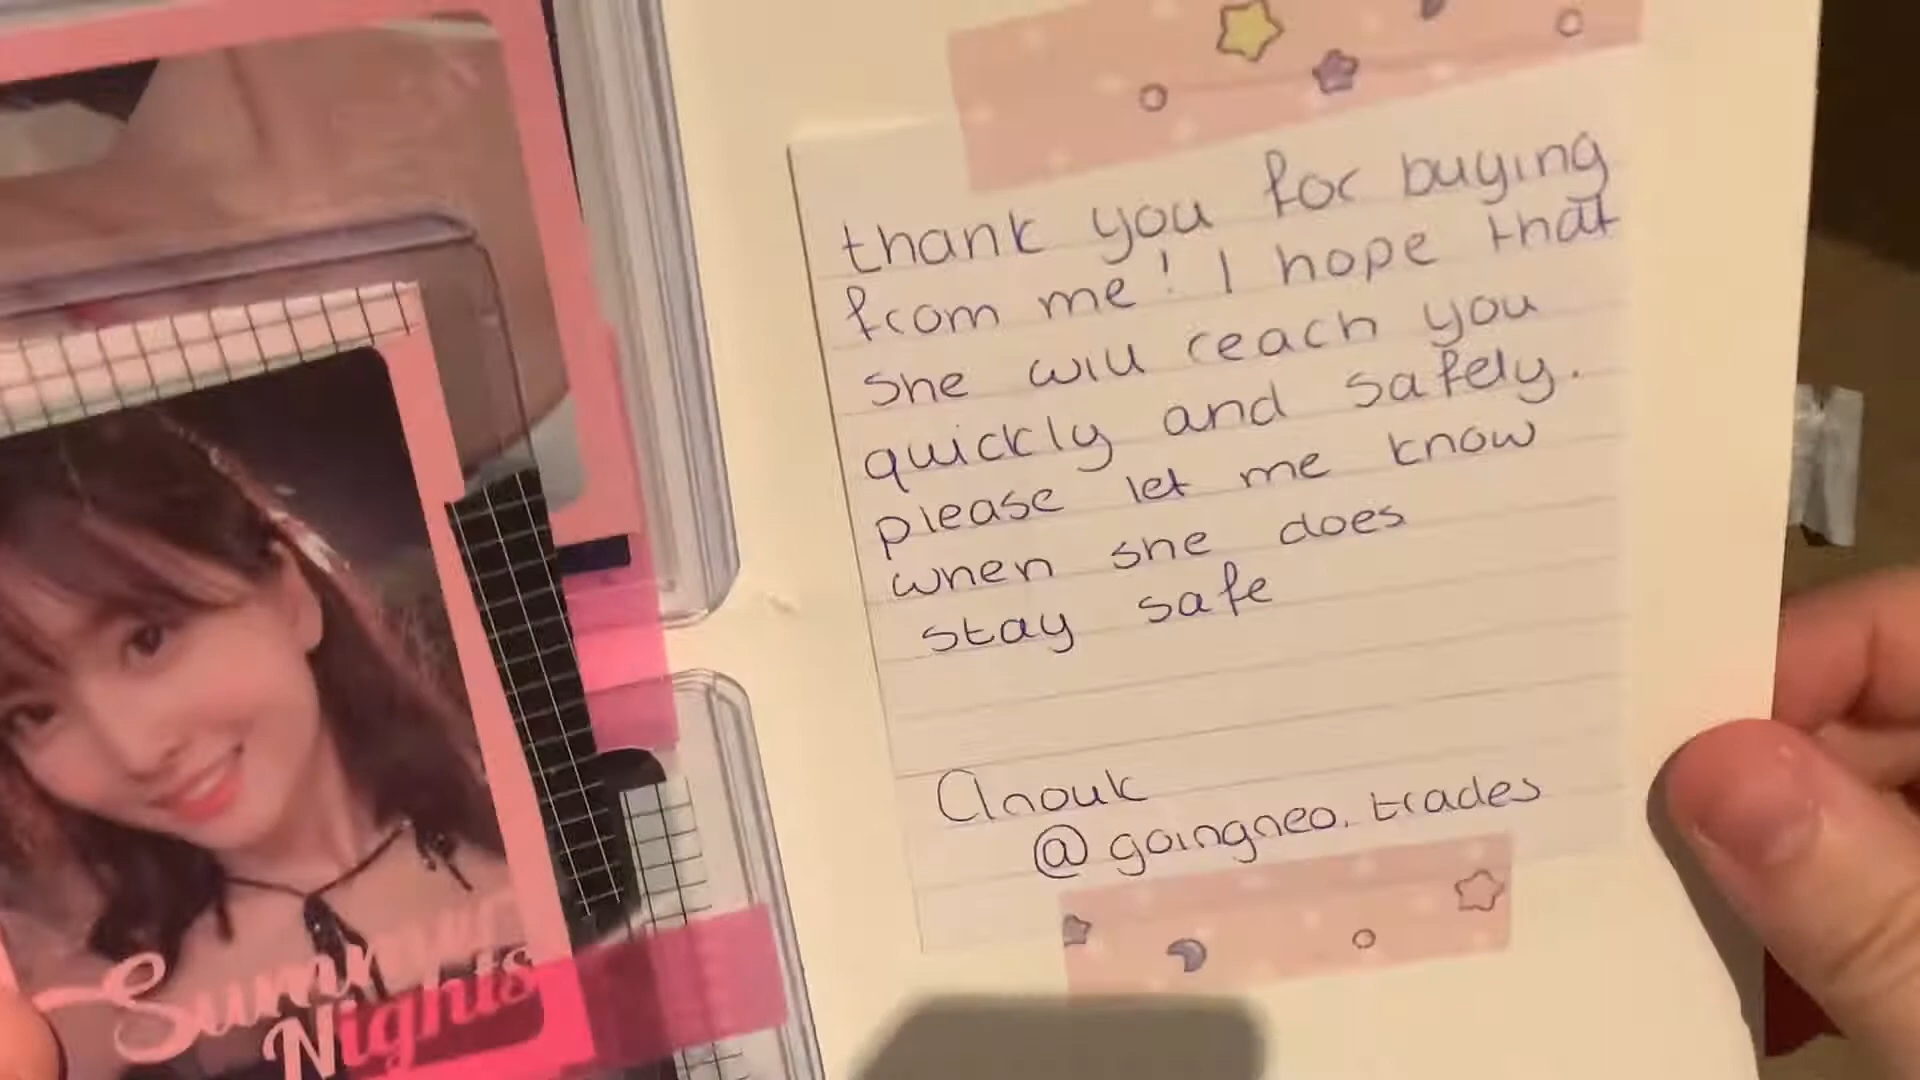 thank you for buying
from me! I hope that
she will reach you
quickly and safely.
please let me know
when she does
stay safe
Anouk
@goingneo.trades
Summer
Nights